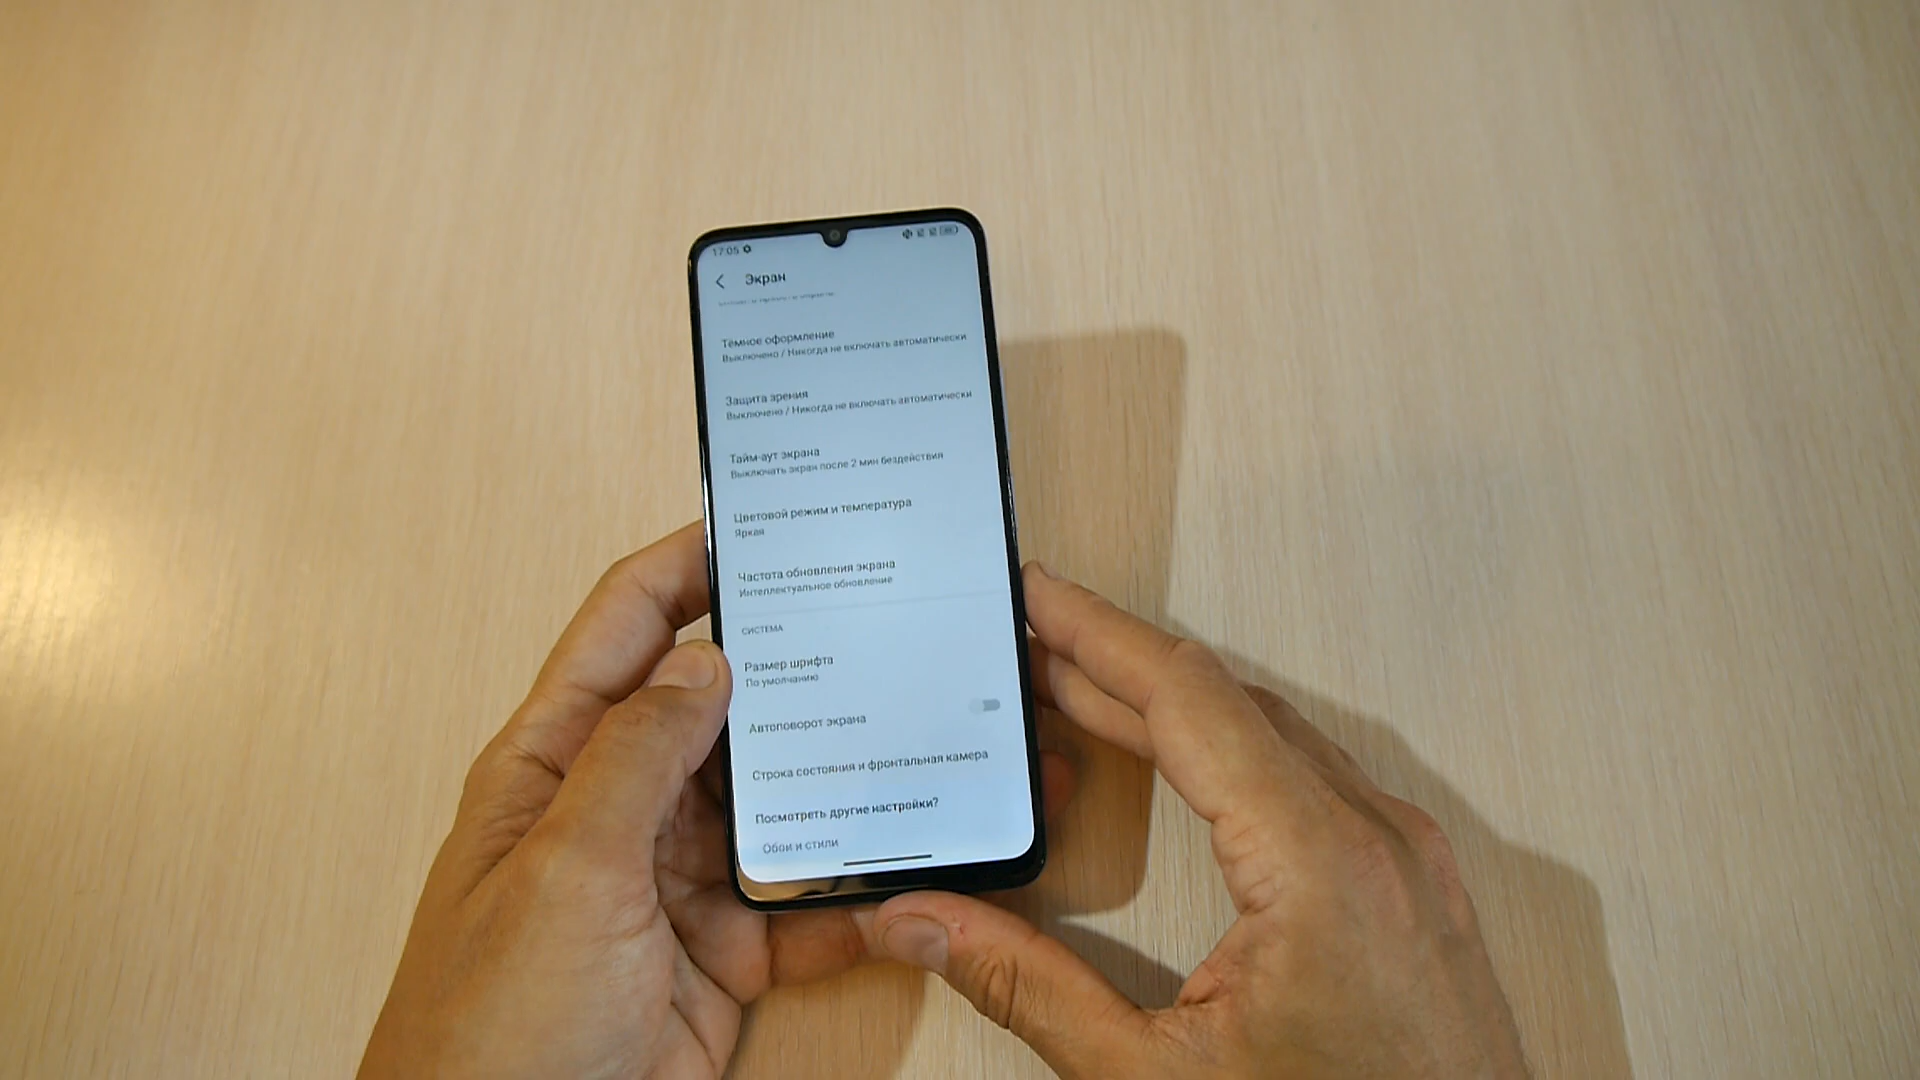 17:05
Экран
Тёмное оформление
Выключено / Никогда не включать автоматически
Защита зрения
Выключено / Никогда не включать автоматически
Тайм-аут экрана
Выключать экран после 2 мин бездействия
Цветовой режим и температура
Яркая
Частота обновления экрана
Интеллектуальное обновление
СИСТЕМА
Размер шрифта
По умолчанию
Автоповорот экрана
Строка состояния и фронтальная камера
Посмотреть другие настройки?
Обои и стили